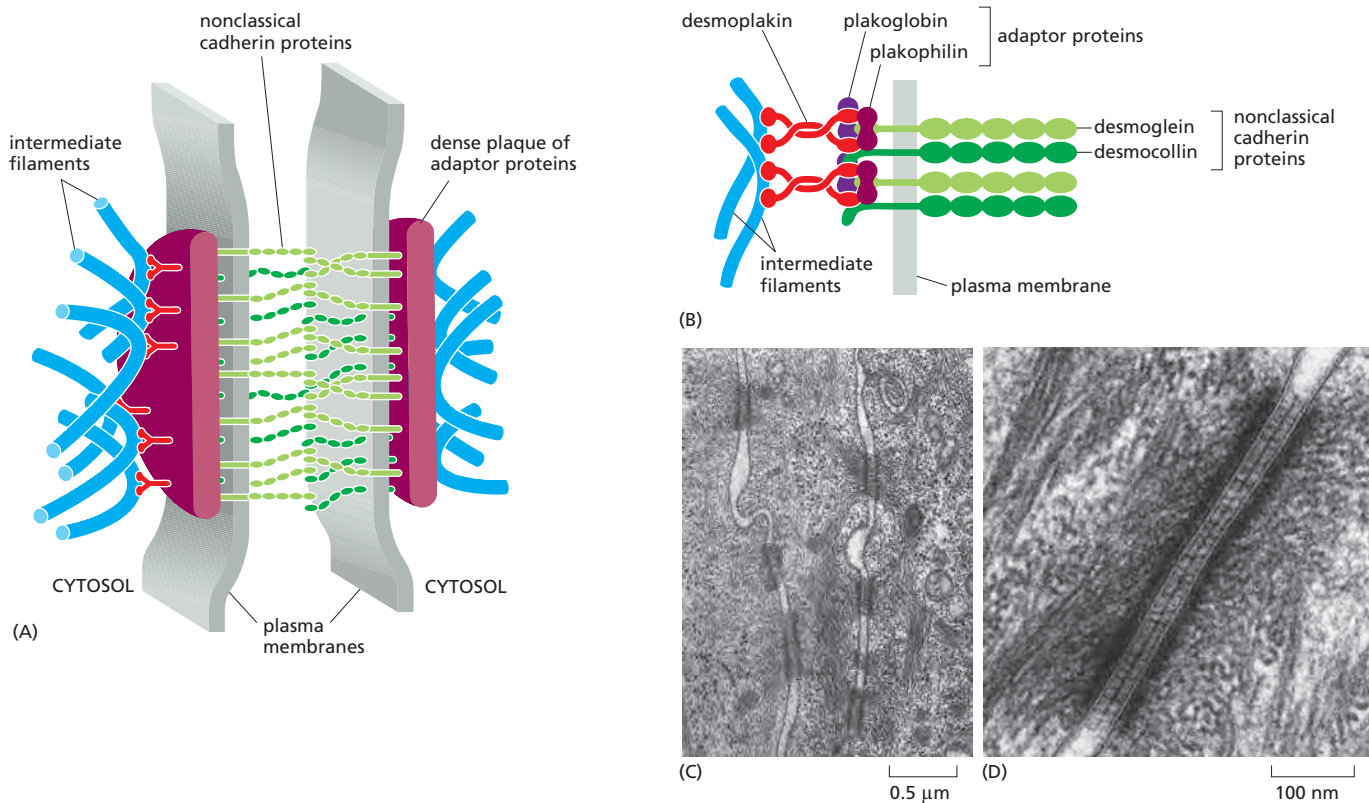 nonclassical
cadherin proteins
intermediate
filaments
dense plaque of
adaptor proteins
CYTOSOL
CYTOSOL
plasma
membranes
(A)
desmoplakin
plakoglobin
plakophilin
adaptor proteins
desmoglein
desmocollin
nonclassical
cadherin
proteins
intermediate
filaments
plasma membrane
(B)
(C)
0.5 μm
(D)
100 nm